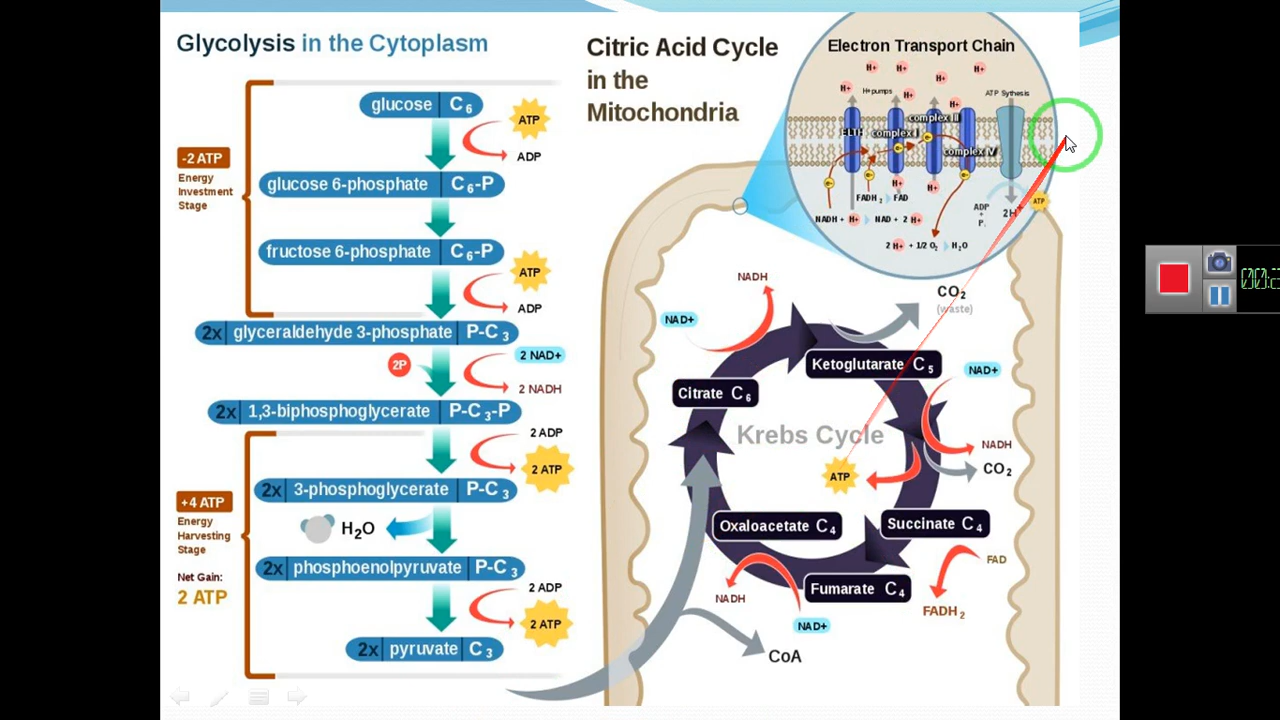 Glycolysis in the Cytoplasm
glucose C6
ATP
ADP
-2 ATP
Energy
Investment
Stage
glucose 6-phosphate C6-P
fructose 6-phosphate C6-P
ATP
ADP
2x glyceraldehyde 3-phosphate P-C3
2P
2 NAD+
2 NADH
2x 1,3-biphosphoglycerate P-C3-P
2 ADP
2 ATP
+4 ATP
Energy
Harvesting
Stage
Net Gain:
2 ATP
2x 3-phosphoglycerate P-C3
H2O
2x phosphoenolpyruvate P-C3
2 ADP
2 ATP
2x pyruvate C3
Citric Acid Cycle
in the
Mitochondria
Electron Transport Chain
H+ H+ H+ H+
H+ H+ pumps H+ H+
ATP Sythesis
complex III
complex I
complex IV
e- e- e- e- e-
H+ H+
FADH2 FAD
NADH + H+ NAD + 2 H+
2 H+ + 1/2 O2 H2O
ADP
+
Pi
2H+
ATP
NAD+
NADH
CO2
(waste)
Ketoglutarate C5
Citrate C6
NAD+
NADH
CO2
Krebs Cycle
ATP
Oxaloacetate C4
Succinate C4
Fumarate C4
FAD
FADH2
NADH
NAD+
CoA